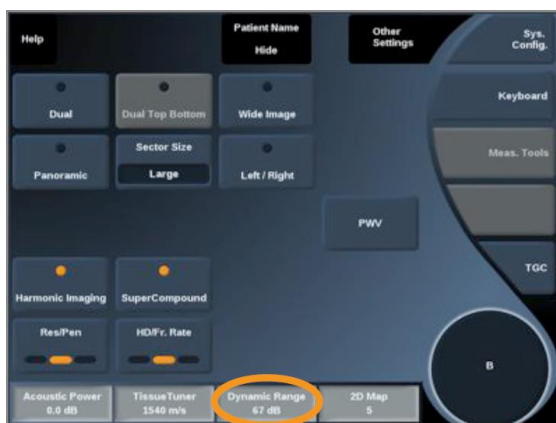 Help
Patient Name
Hide
Other
Settings
Sys.
Config.
Dual
Dual Top Bottom
Wide Image
Keyboard
Panoramic
Sector Size
Large
Left / Right
Meas. Tools
PWV
TGC
Harmonic Imaging
SuperCompound
Res/Pen
HD/Fr. Rate
B
Acoustic Power
0.0 dB
TissueTuner
1540 m/s
Dynamic Range
67 dB
2D Map
5